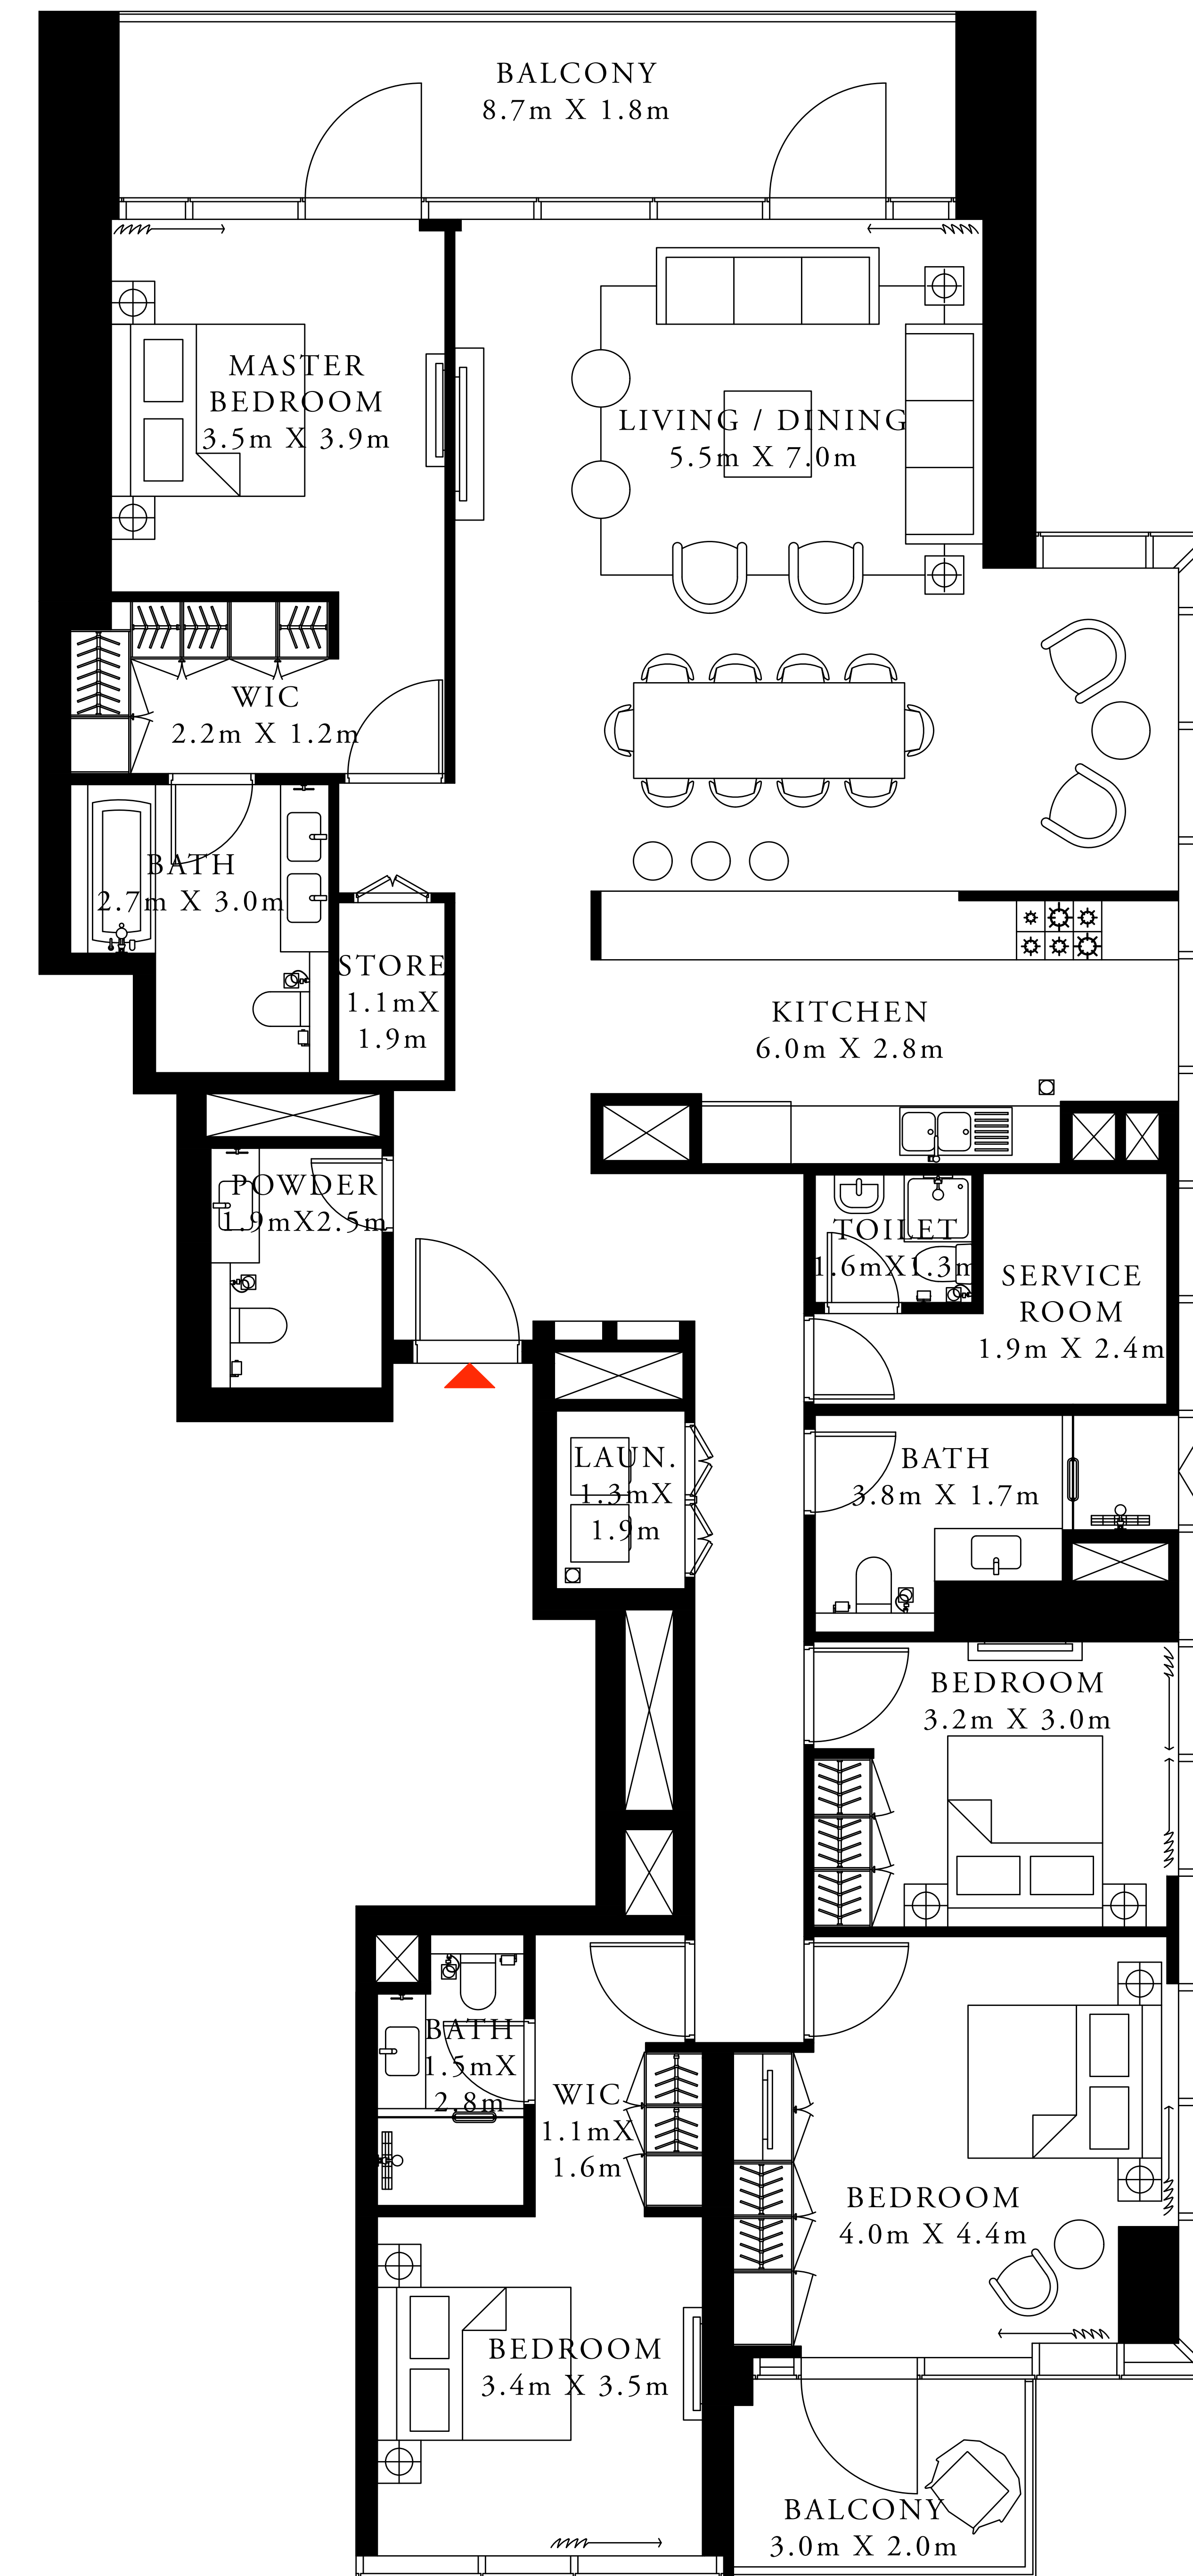 BALCONY
8.7m X 1.8m
MASTER
BEDROOM
3.5m X 3.9m
LIVING / DINING
5.5m X 7.0m
WIC
2.2m X 1.2m
BATH
2.7m X 3.0m
STORE
1.1mX
1.9m
KITCHEN
6.0m X 2.8m
POWDER
1.9mX2.5m
TOILET
1.6mX1.3m
SERVICE
ROOM
1.9m X 2.4m
LAUN.
1.3mX
1.9m
BATH
3.8m X 1.7m
BEDROOM
3.2m X 3.0m
BATH
1.5mX
2.8m
WIC
1.1mX
1.6m
BEDROOM
4.0m X 4.4m
BEDROOM
3.4m X 3.5m
BALCONY
3.0m X 2.0m